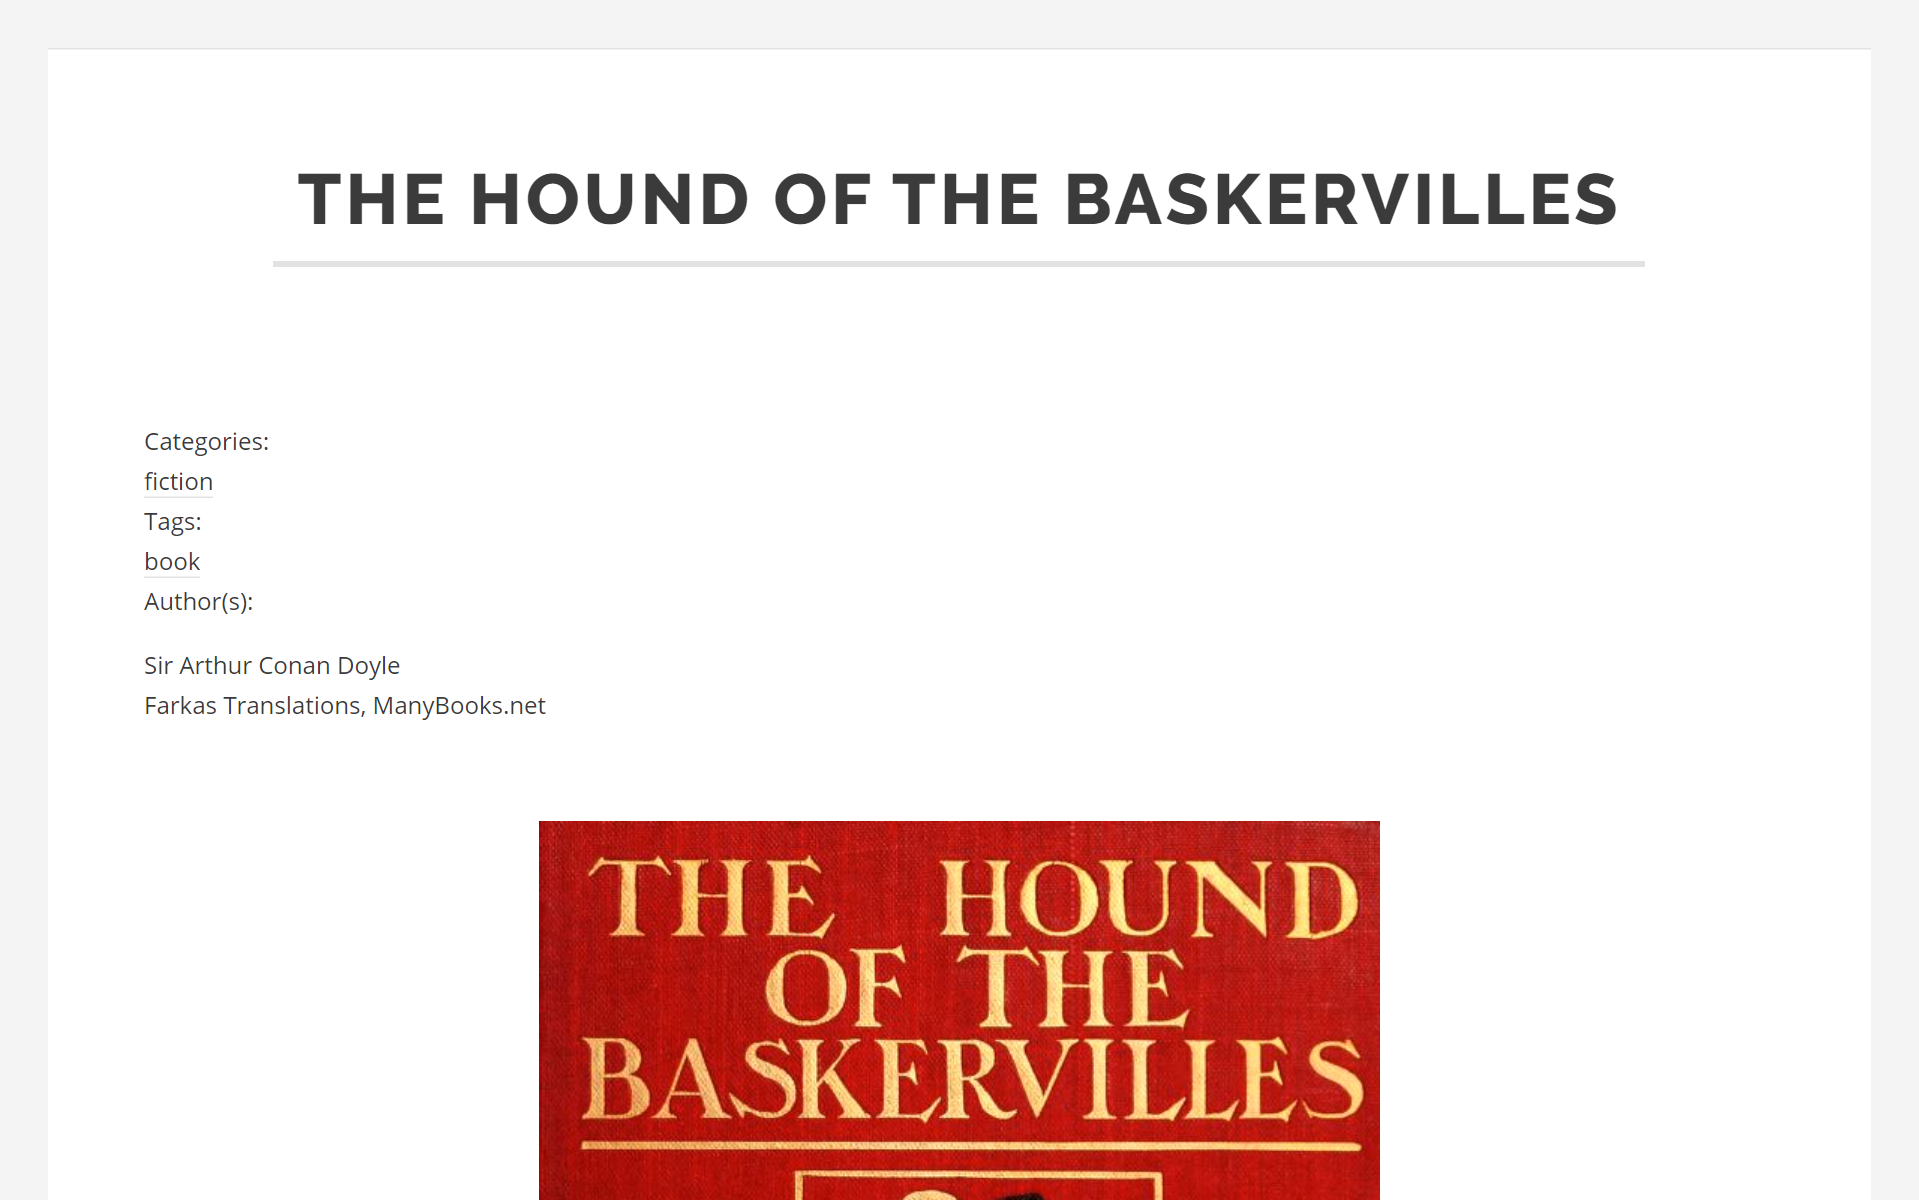 THE HOUND OF THE BASKERVILLES
Categories:
fiction
Tags:
book
Author(s):
Sir Arthur Conan Doyle
Farkas Translations, ManyBooks.net
THE HOUND
OF THE
BASKERVILLES